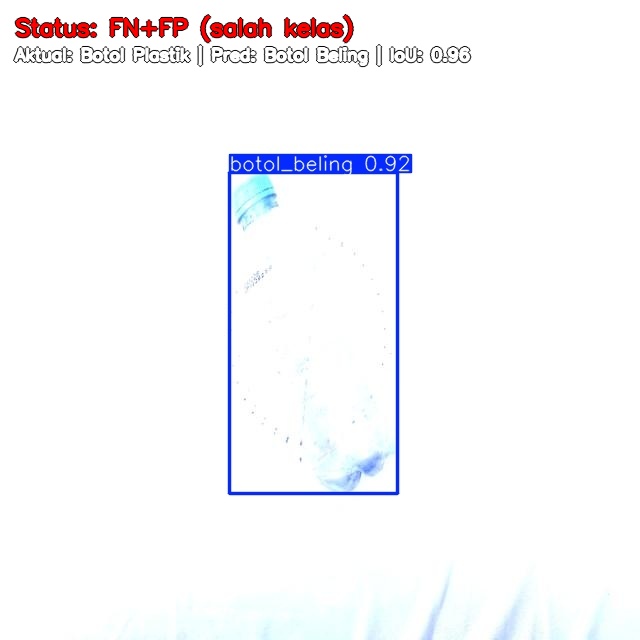 Status: FN+FP (salah kelas)
Aktual: Botol Plastik | Pred: Botol Beling | IoU: 0.96
botol_beling 0.92